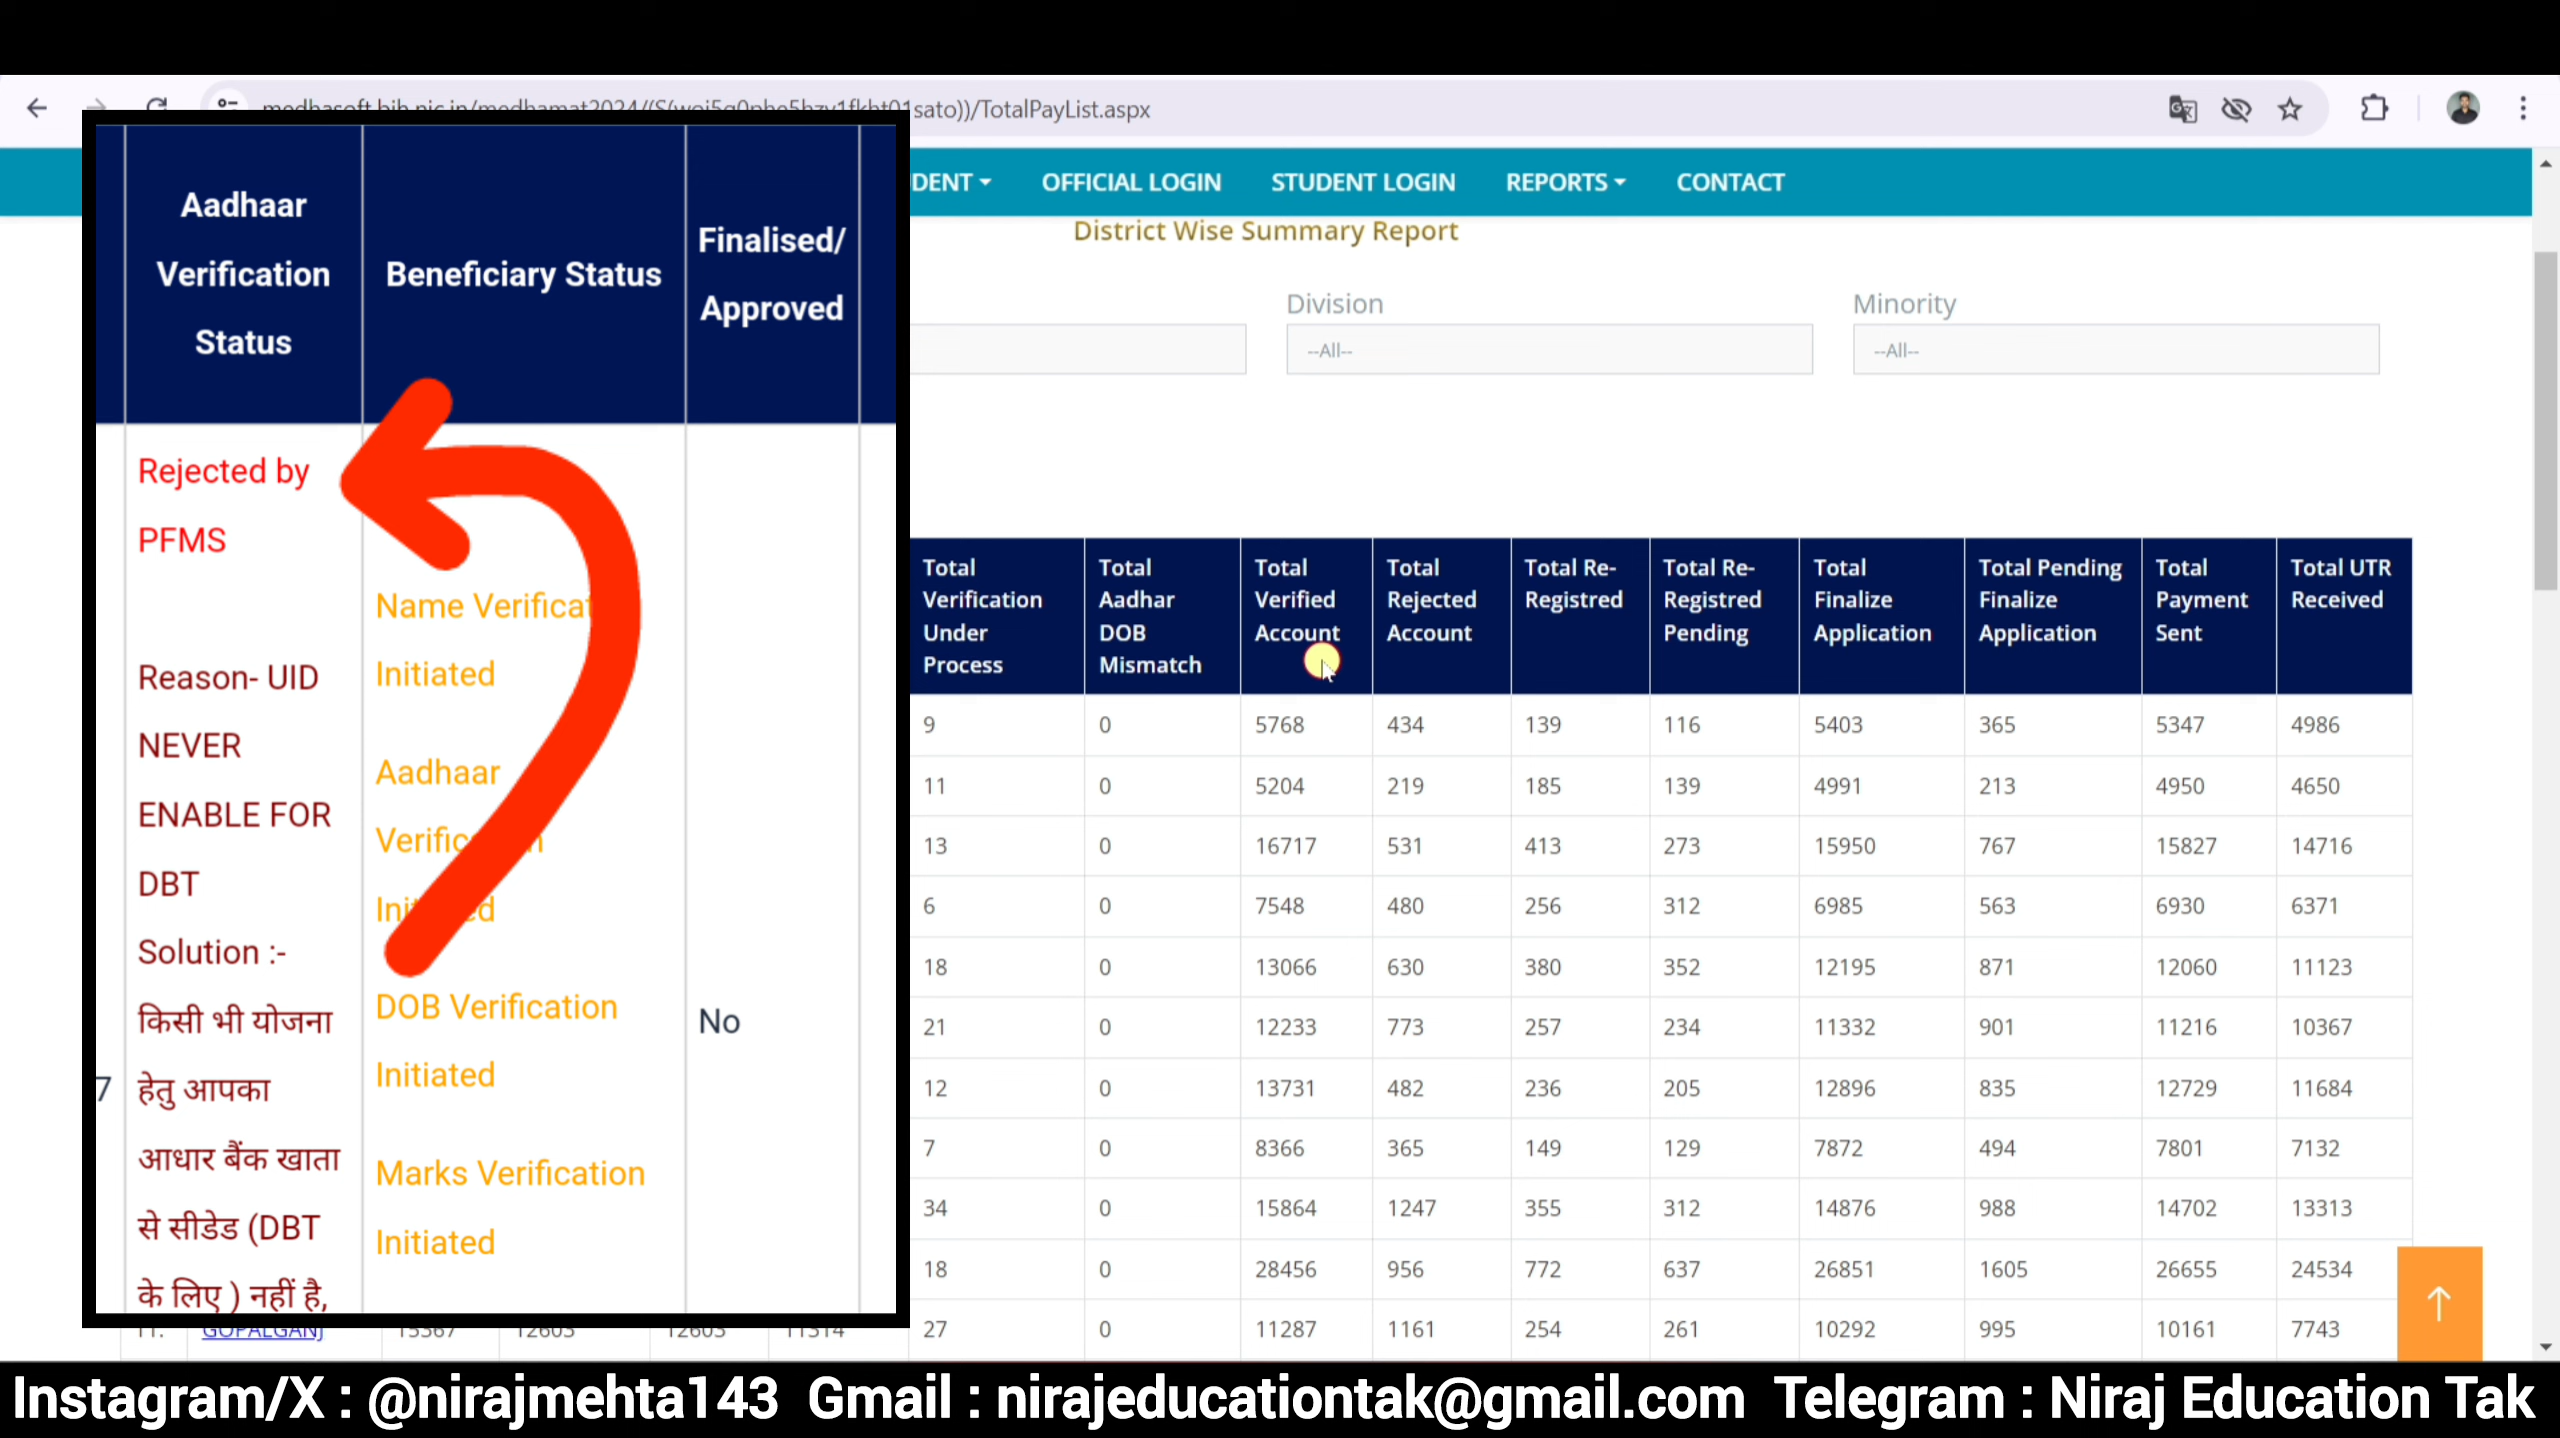 sato))/TotalPayList.aspx
DENT
OFFICIAL LOGIN
STUDENT LOGIN
REPORTS
CONTACT
District Wise Summary Report
Division
Minority
--All--
--All--
Aadhaar
Verification
Status
Beneficiary Status
Finalised/
Approved
Rejected by
PFMS
Reason- UID
NEVER
ENABLE FOR
DBT
Solution :-
किसी भी योजना
हेतु आपका
आधार बैंक खाता
से सीडेड (DBT
के लिए ) नहीं है,
7
Name Verificat
Initiated
Aadhaar
DOB Verification
Initiated
Marks Verification
Initiated
No
Total Verification Under Process
Total Aadhar DOB Mismatch
Total Verified Account
Total Rejected Account
Total Re-Registred
Total Re-Registred Pending
Total Finalize Application
Total Pending Finalize Application
Total Payment Sent
Total UTR Received
9 0 5768 434 139 116 5403 365 5347 4986
11 0 5204 219 185 139 4991 213 4950 4650
13 0 16717 531 413 273 15950 767 15827 14716
6 0 7548 480 256 312 6985 563 6930 6371
18 0 13066 630 380 352 12195 871 12060 11123
21 0 12233 773 257 234 11332 901 11216 10367
12 0 13731 482 236 205 12896 835 12729 11684
7 0 8366 365 149 129 7872 494 7801 7132
34 0 15864 1247 355 312 14876 988 14702 13313
18 0 28456 956 772 637 26851 1605 26655 24534
11. GOPALGANJ 15367 12603 12603 11314 27 0 11287 1161 254 261 10292 995 10161 7743
Instagram/X : @nirajmehta143 Gmail : nirajeducationtak@gmail.com Telegram : Niraj Education Tak